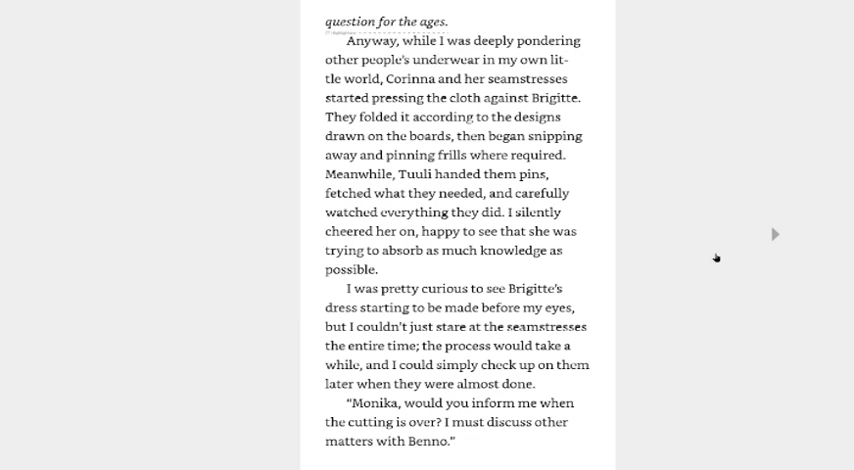 question for the ages.
Anyway, while I was deeply pondering
other people's underwear in my own lit-
tle world, Corinna and her seamstresses
started pressing the cloth against Brigitte.
They folded it according to the designs
drawn on the boards, then began snipping
away and pinning frills where required.
Meanwhile, Tuuli handed them pins,
fetched what they needed, and carefully
watched everything they did. I silently
cheered her on, happy to see that she was
trying to absorb as much knowledge as
possible.
I was pretty curious to see Brigitte's
dress starting to be made before my eyes,
but I couldn't just stare at the seamstresses
the entire time; the process would take a
while, and I could simply check up on them
later when they were almost done.
"Monika, would you inform me when
the cutting is over? I must discuss other
matters with Benno."